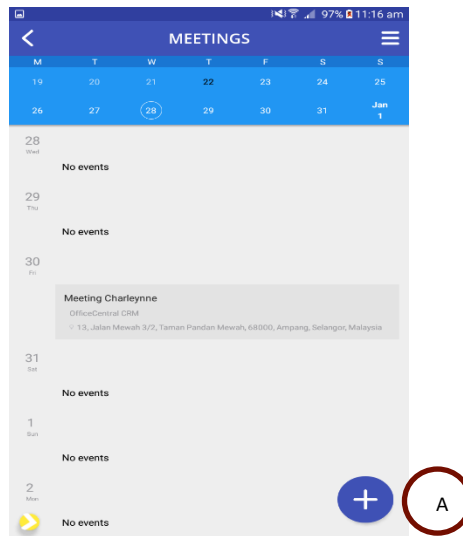 97% 11:16 am
MEETINGS
M T W T F S S
19 20 21 22 23 24 25
26 27 28 29 30 31 Jan 1
28
Wed
No events
29
Thu
No events
30
Fri
Meeting Charleynne
OfficeCentral CRM
13, Jalan Mewah 3/2, Taman Pandan Mewah, 68000, Ampang, Selangor, Malaysia
31
Sat
No events
1
Sun
No events
2
Mon
No events
A